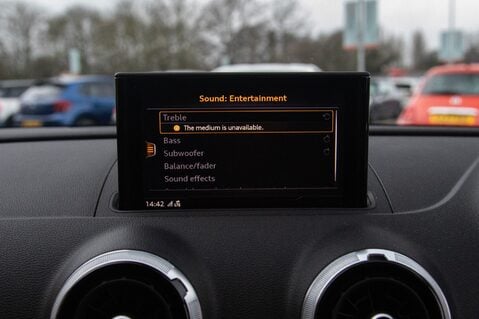 Sound: Entertainment
Treble
The medium is unavailable.
Bass
Subwoofer
Balance/fader
Sound effects
14:42